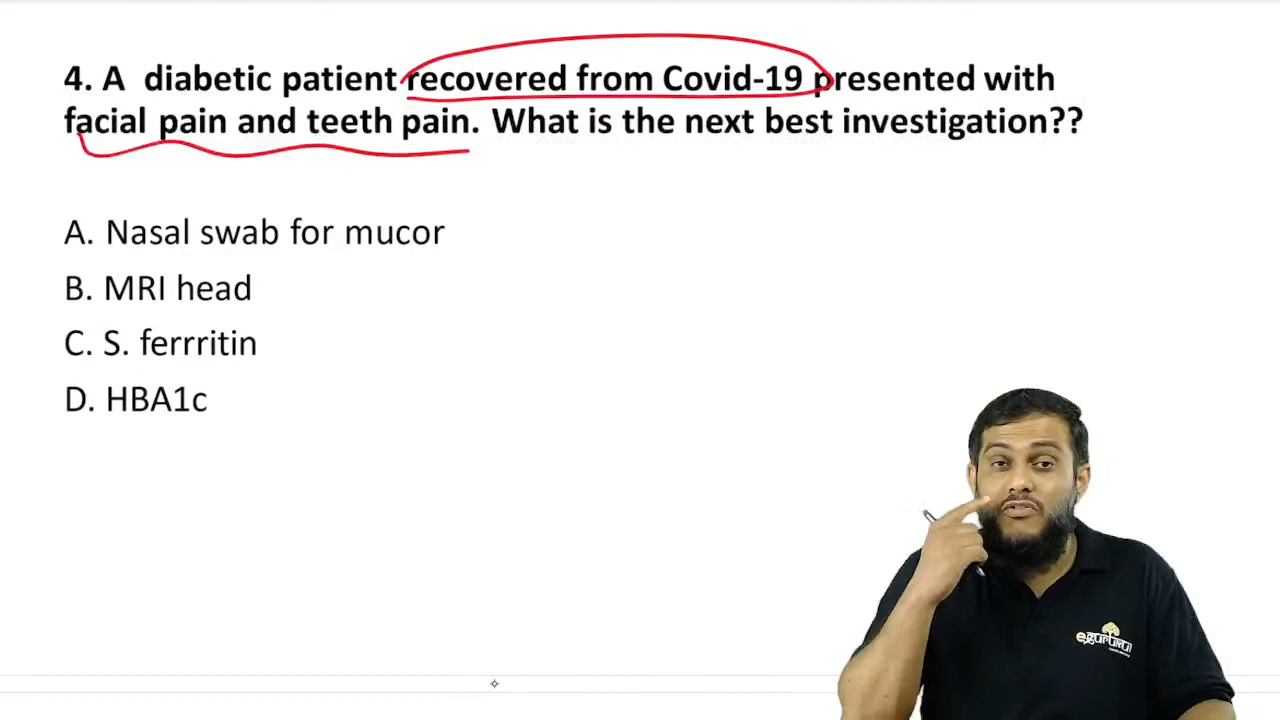 4. A diabetic patient recovered from Covid-19 presented with
facial pain and teeth pain. What is the next best investigation??
A. Nasal swab for mucor
B. MRI head
C. S. ferrritin
D. HBA1c